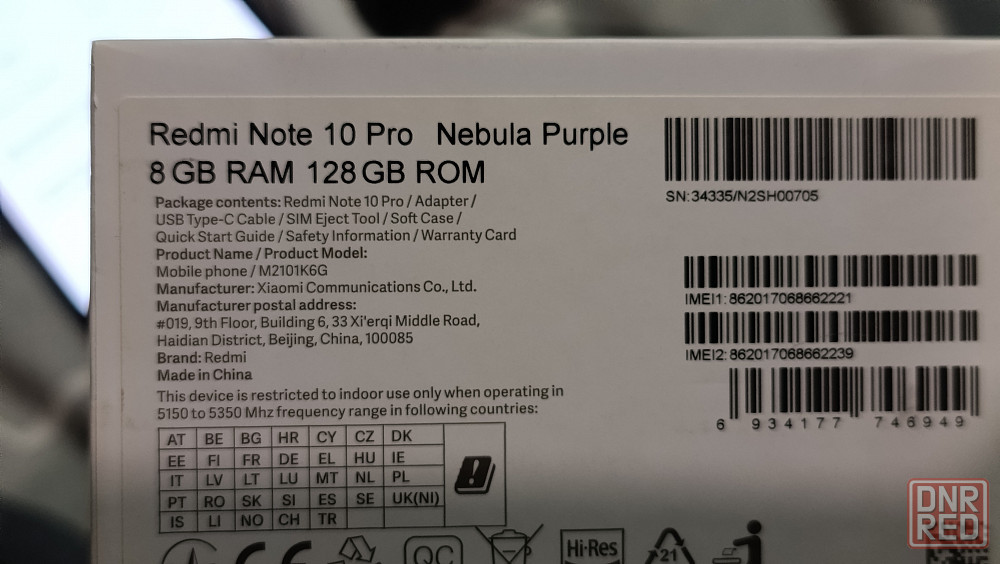 Redmi Note 10 Pro Nebula Purple
8 GB RAM 128 GB ROM
Package contents: Redmi Note 10 Pro / Adapter /
USB Type-C Cable / SIM Eject Tool / Soft Case /
Quick Start Guide / Safety Information / Warranty Card
Product Name / Product Model:
Mobile phone / M2101K6G
Manufacturer: Xiaomi Communications Co., Ltd.
Manufacturer postal address:
#019, 9th Floor, Building 6, 33 Xi'erqi Middle Road,
Haidian District, Beijing, China, 100085
Brand: Redmi
Made in China
This device is restricted to indoor use only when operating in
5150 to 5350 Mhz frequency range in following countries:
AT BE BG HR CY CZ DK
EE FI FR DE EL HU IE
IT LV LT LU MT NL PL
PT RO SK SI ES SE UK(NI)
IS LI NO CH TR
SN: 34335/N2SH00705
IMEI1: 862017068662221
IMEI2: 862017068662239
6 934177 746949
CE
QC
Hi-Res
21
DNR
RED